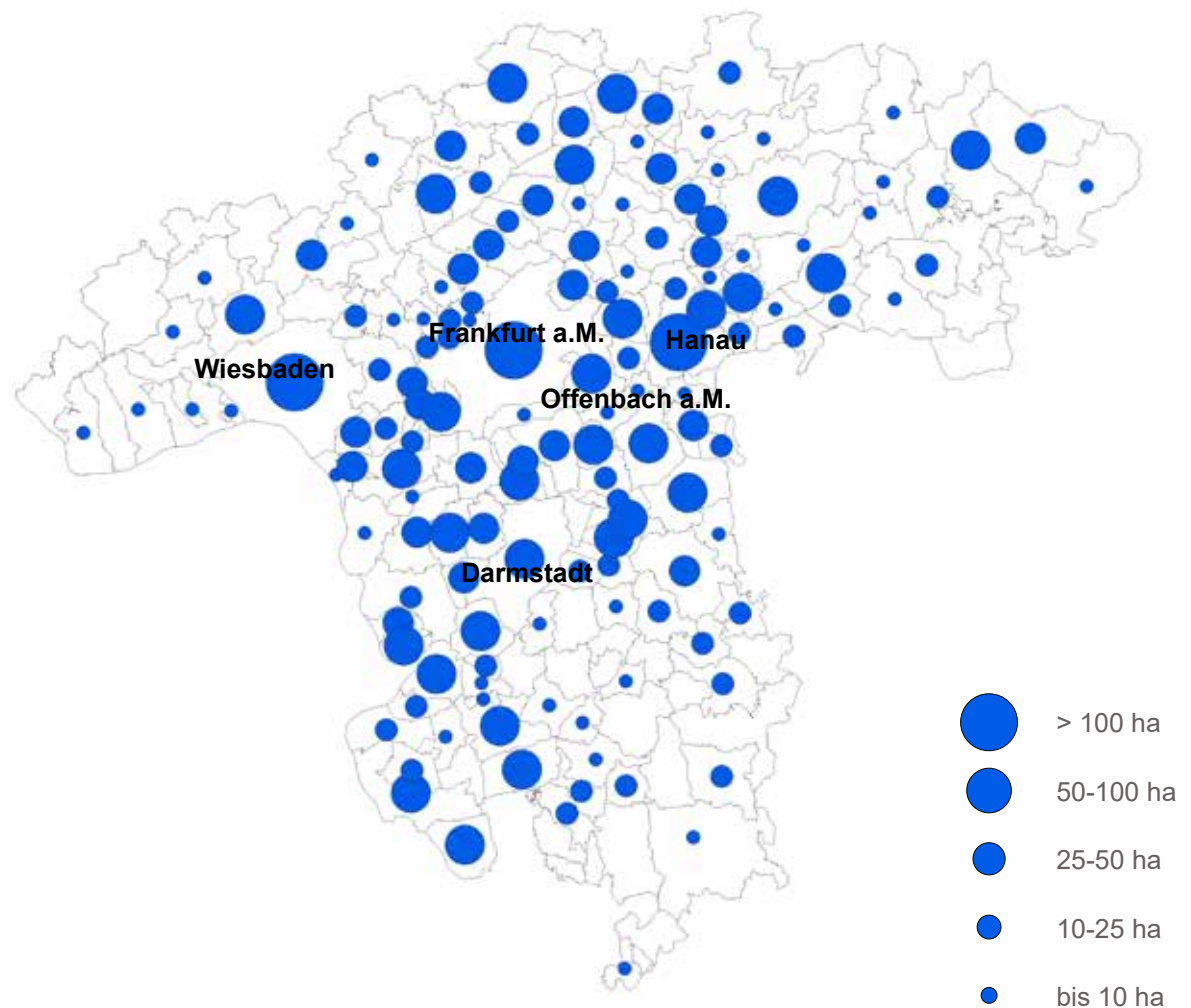 Frankfurt a.M.
Hanau
Wiesbaden
Offenbach a.M.
Darmstadt
> 100 ha
50-100 ha
25-50 ha
10-25 ha
bis 10 ha